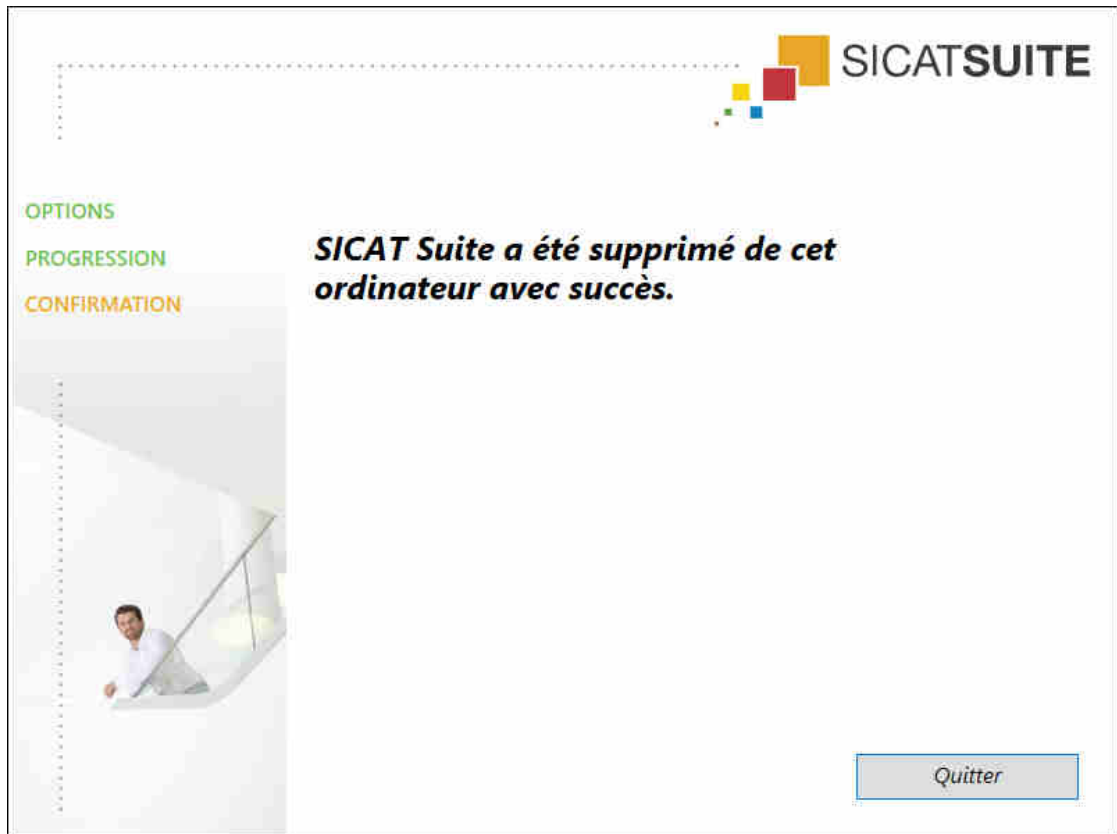 SICATSUITE
OPTIONS
PROGRESSION
CONFIRMATION
SICAT Suite a été supprimé de cet
ordinateur avec succès.
Quitter